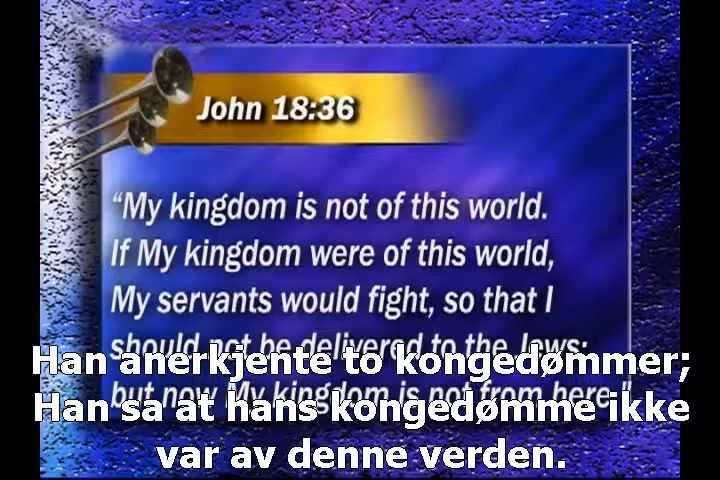 John 18:36
“My kingdom is not of this world.
If My kingdom were of this world,
My servants would fight, so that I
should not be delivered to the Jews;
but now My kingdom is not from here."
Han anerkjente to kongedømmer;
Han sa at hans kongedømme ikke
var av denne verden.